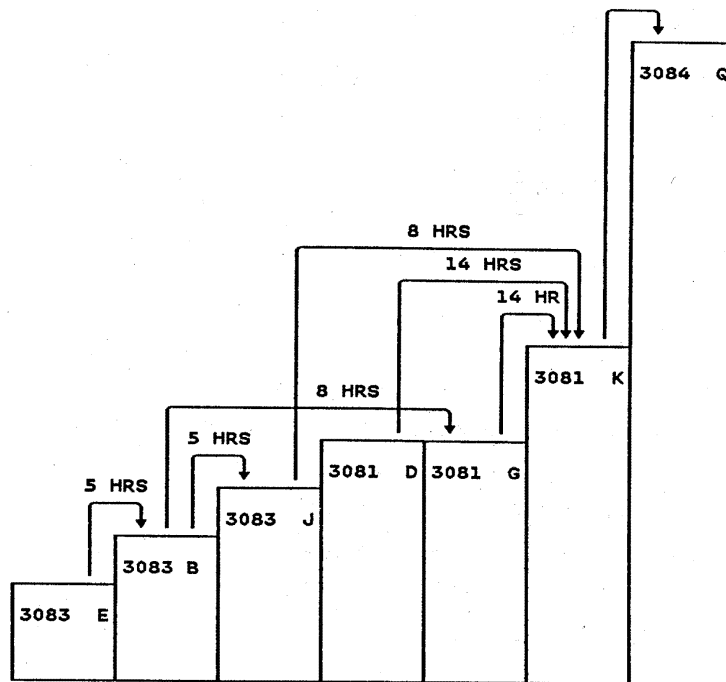 3084 Q
8 HRS
14 HRS
14 HR
3081 K
8 HRS
5 HRS
3081 D
3081 G
5 HRS
3083 J
3083 B
3083 E